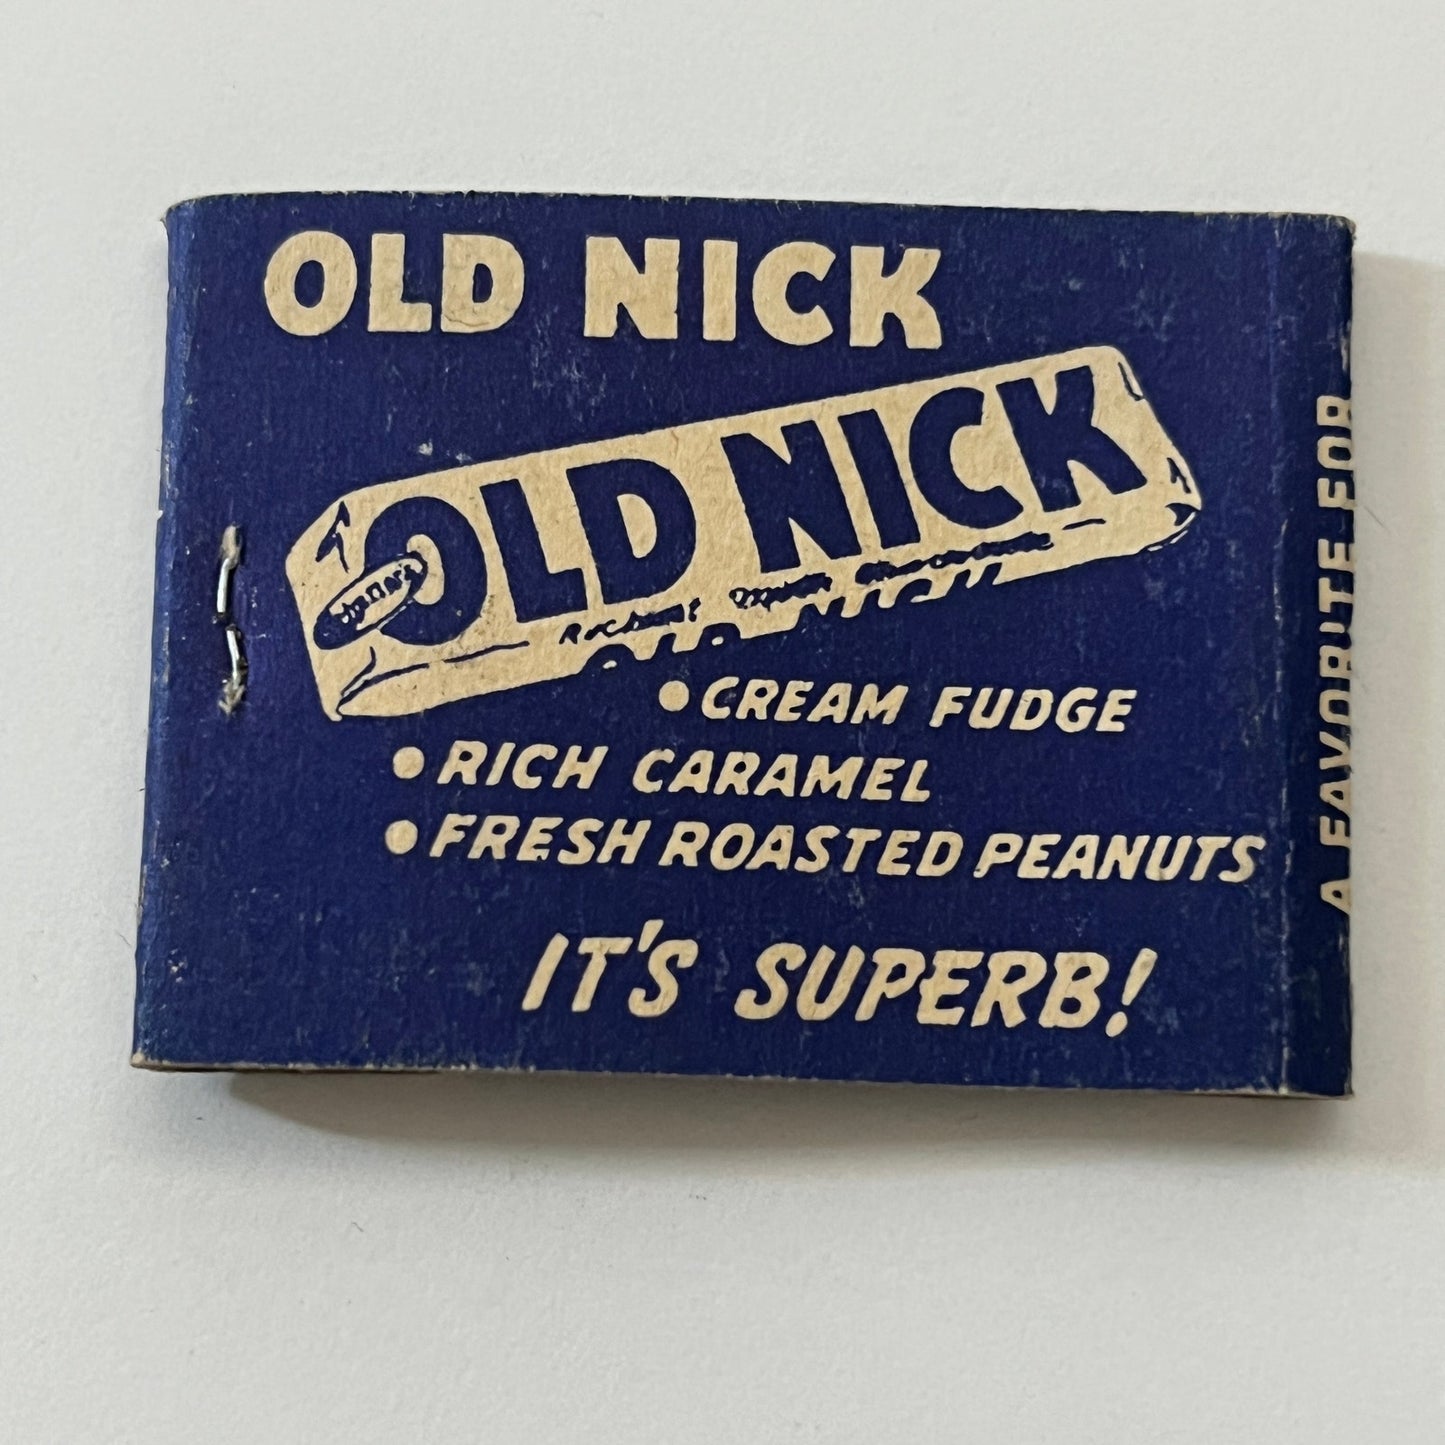 OLD NICK
OLD NICK
• CREAM FUDGE
• RICH CARAMEL
• FRESH ROASTED PEANUTS
IT'S SUPERB!
A FAVORITE FOR